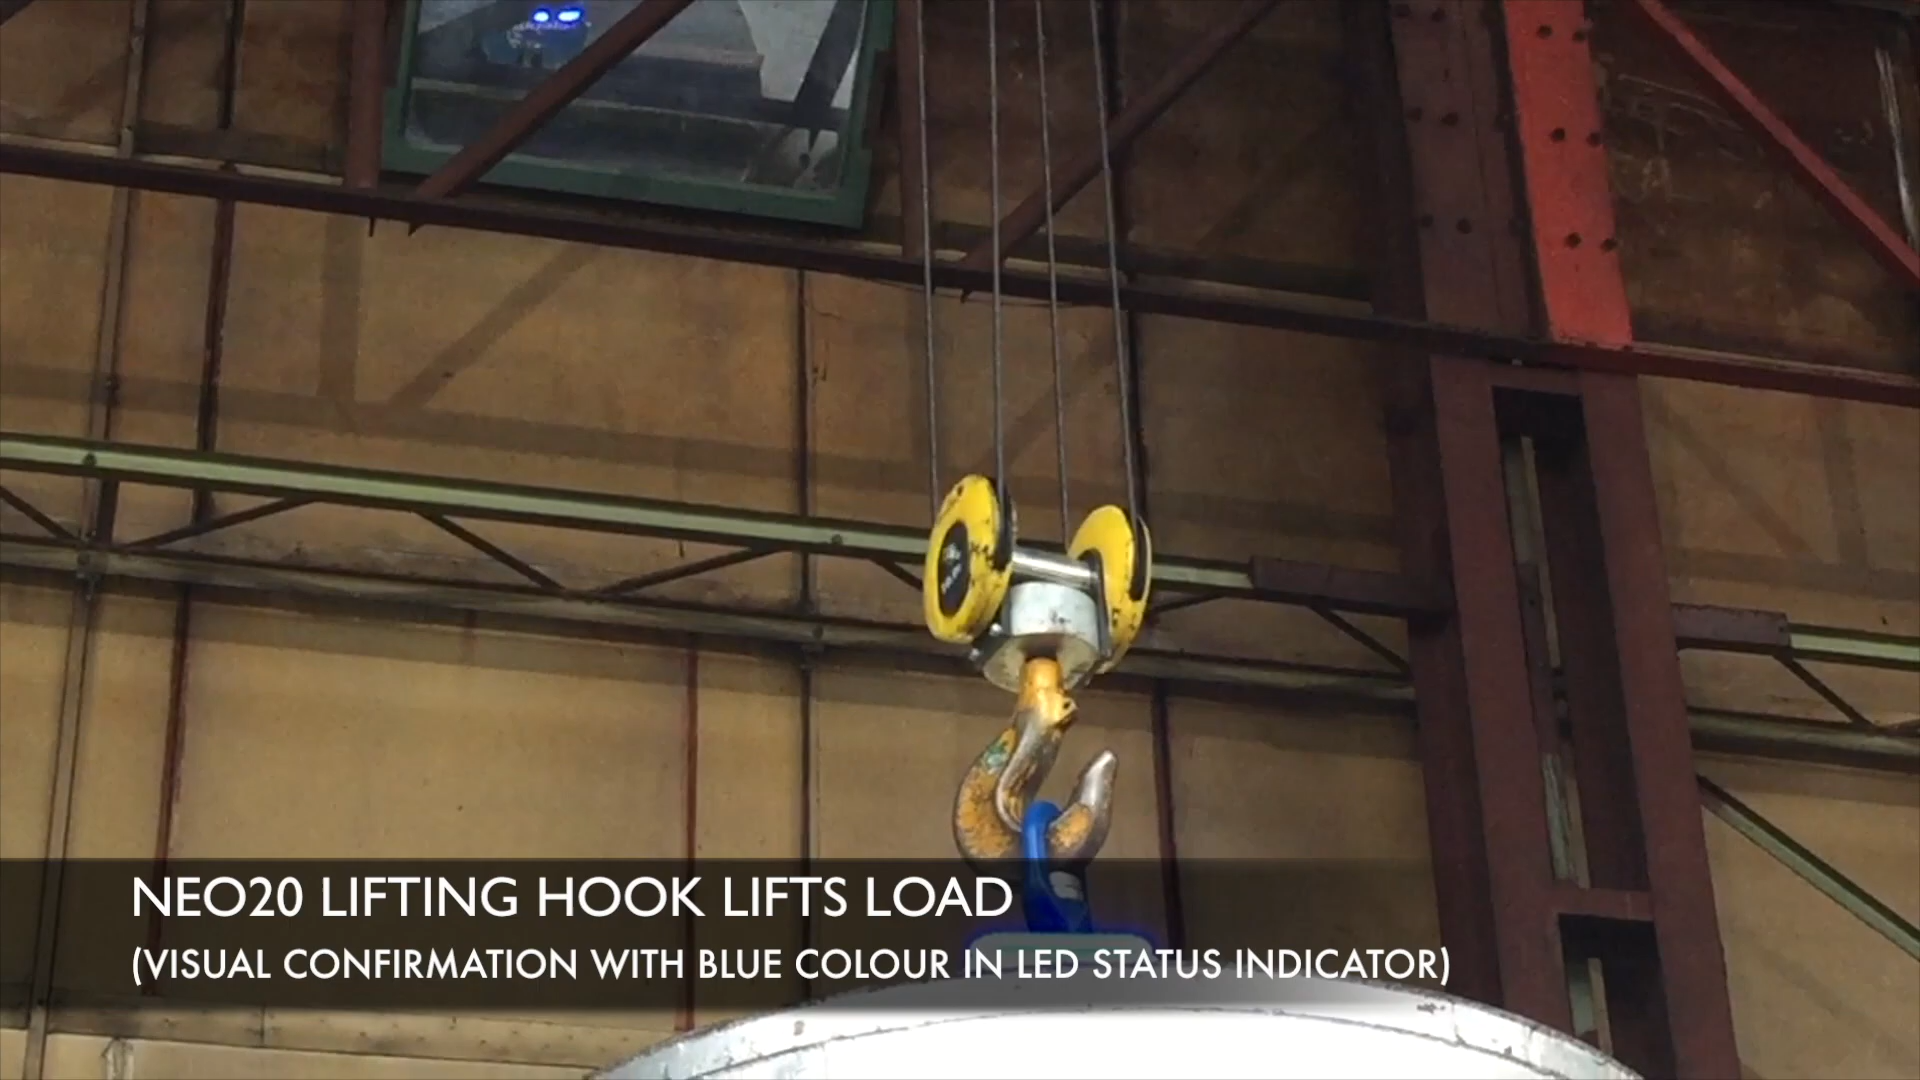 NEO20 LIFTING HOOK LIFTS LOAD
(VISUAL CONFIRMATION WITH BLUE COLOUR IN LED STATUS INDICATOR)